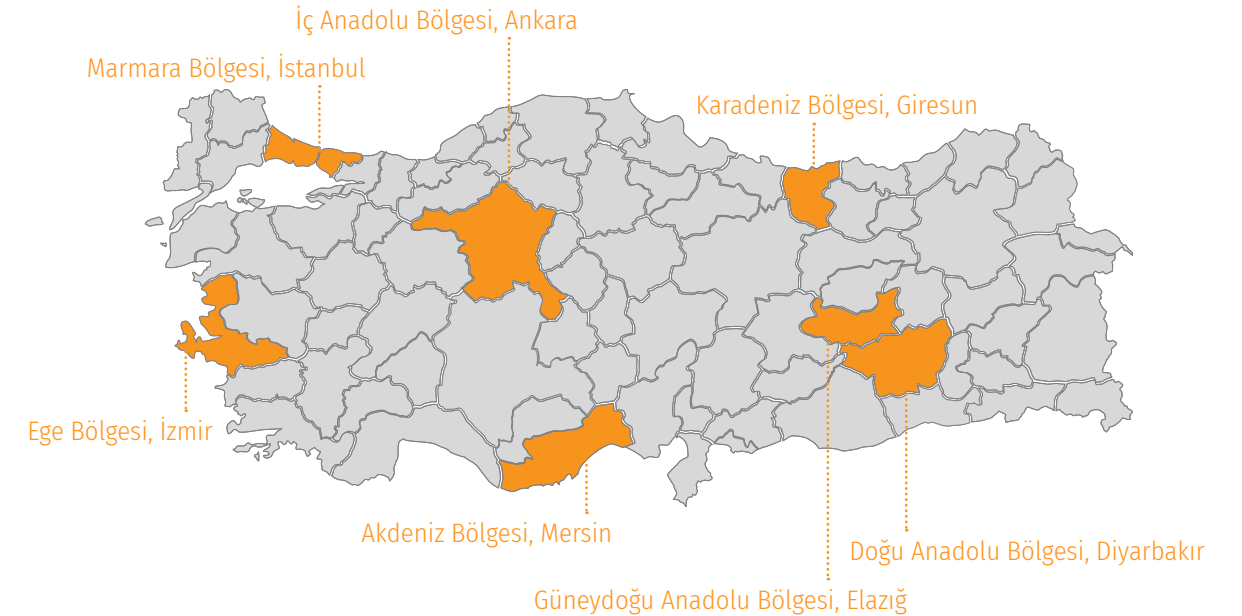 İç Anadolu Bölgesi, Ankara
Marmara Bölgesi, İstanbul
Karadeniz Bölgesi, Giresun
Ege Bölgesi, İzmir
Akdeniz Bölgesi, Mersin
Doğu Anadolu Bölgesi, Diyarbakır
Güneydoğu Anadolu Bölgesi, Elazığ